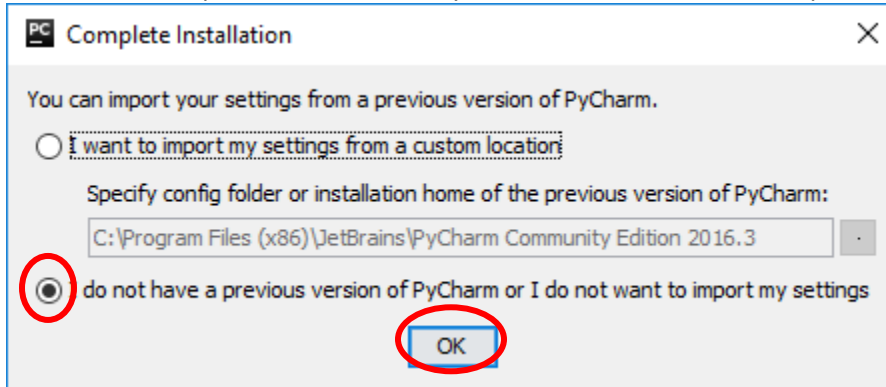 PC Complete Installation
You can import your settings from a previous version of PyCharm.
I want to import my settings from a custom location
Specify config folder or installation home of the previous version of PyCharm:
C:\Program Files (x86)\JetBrains\PyCharm Community Edition 2016.3
I do not have a previous version of PyCharm or I do not want to import my settings
OK